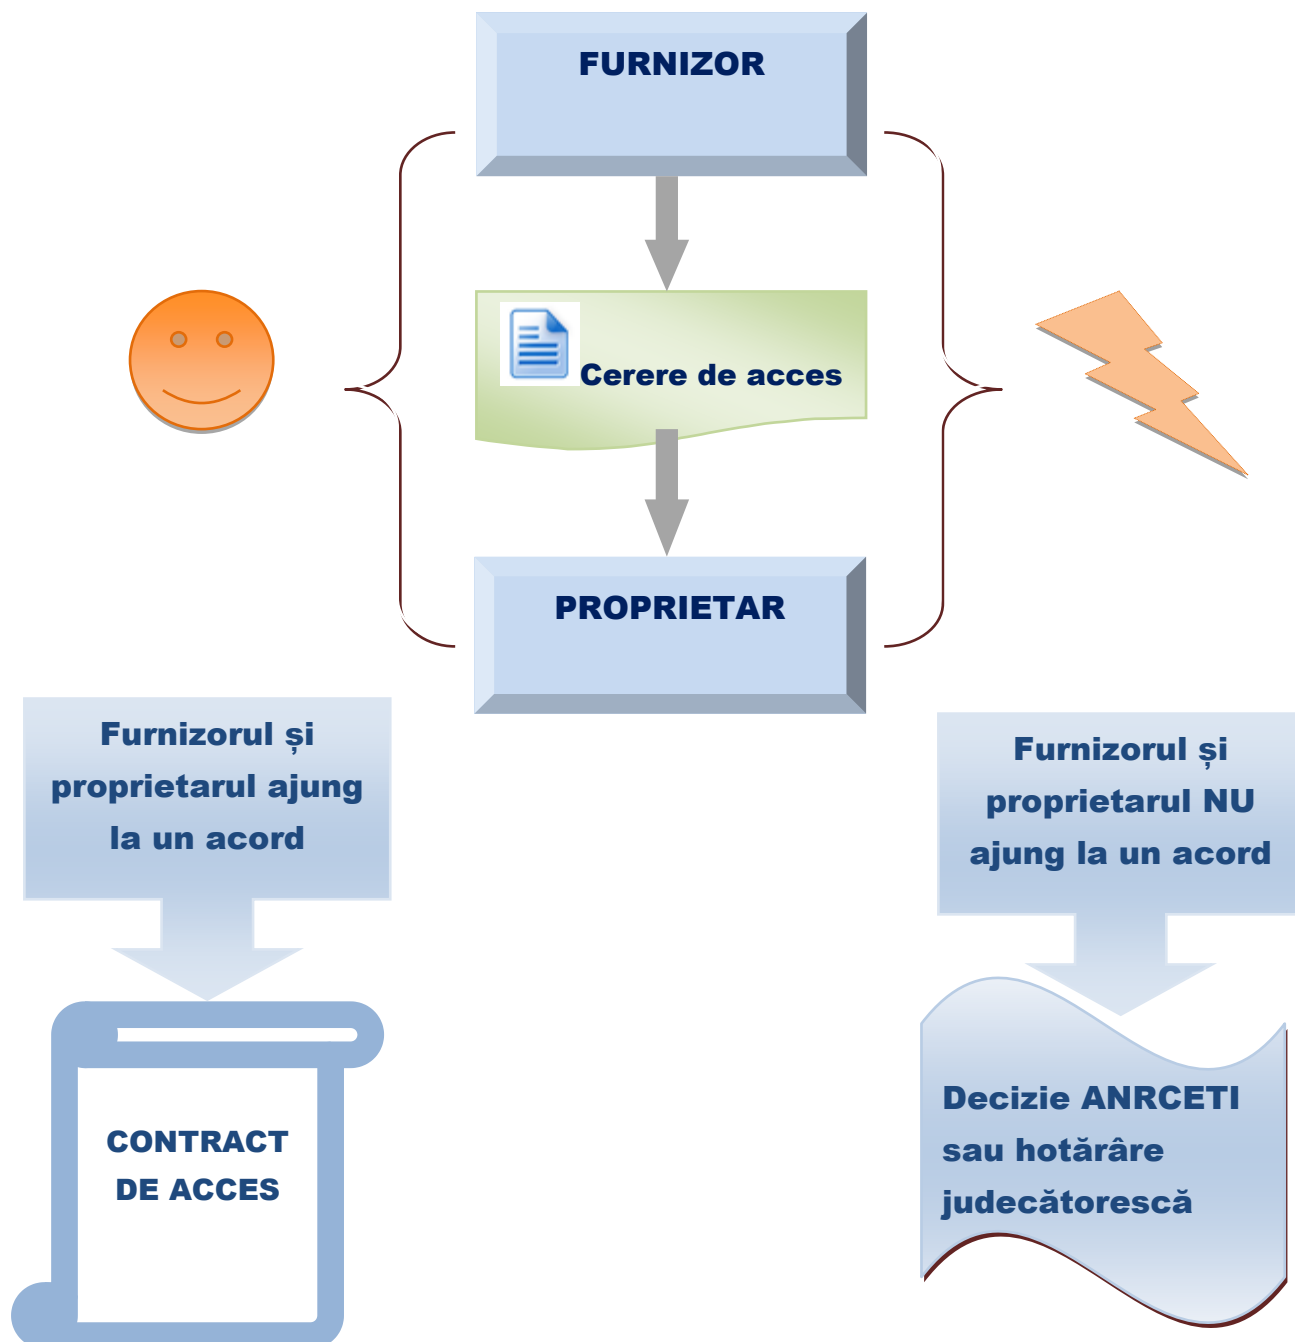 FURNIZOR
Cerere de acces
PROPRIETAR
Furnizorul și
proprietarul ajung
la un acord
Furnizorul și
proprietarul NU
ajung la un acord
CONTRACT
DE ACCES
Decizie ANRCETI
sau hotărâre
judecătorescă